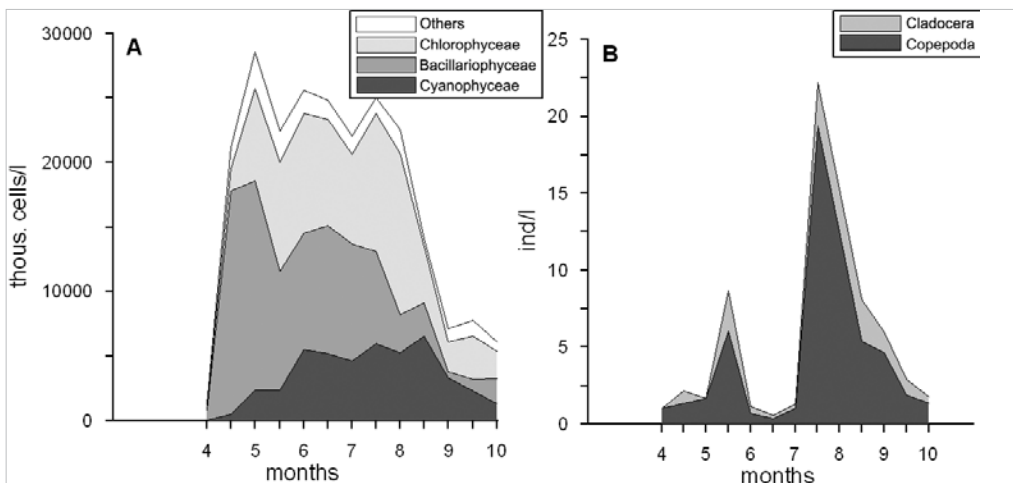 A
Others
Chlorophyceae
Bacillariophyceae
Cyanophyceae
30000
20000
10000
0
thous. cells/l
4 5 6 7 8 9 10
months
B
Cladocera
Copepoda
25
20
15
10
5
0
ind/l
4 5 6 7 8 9 10
months